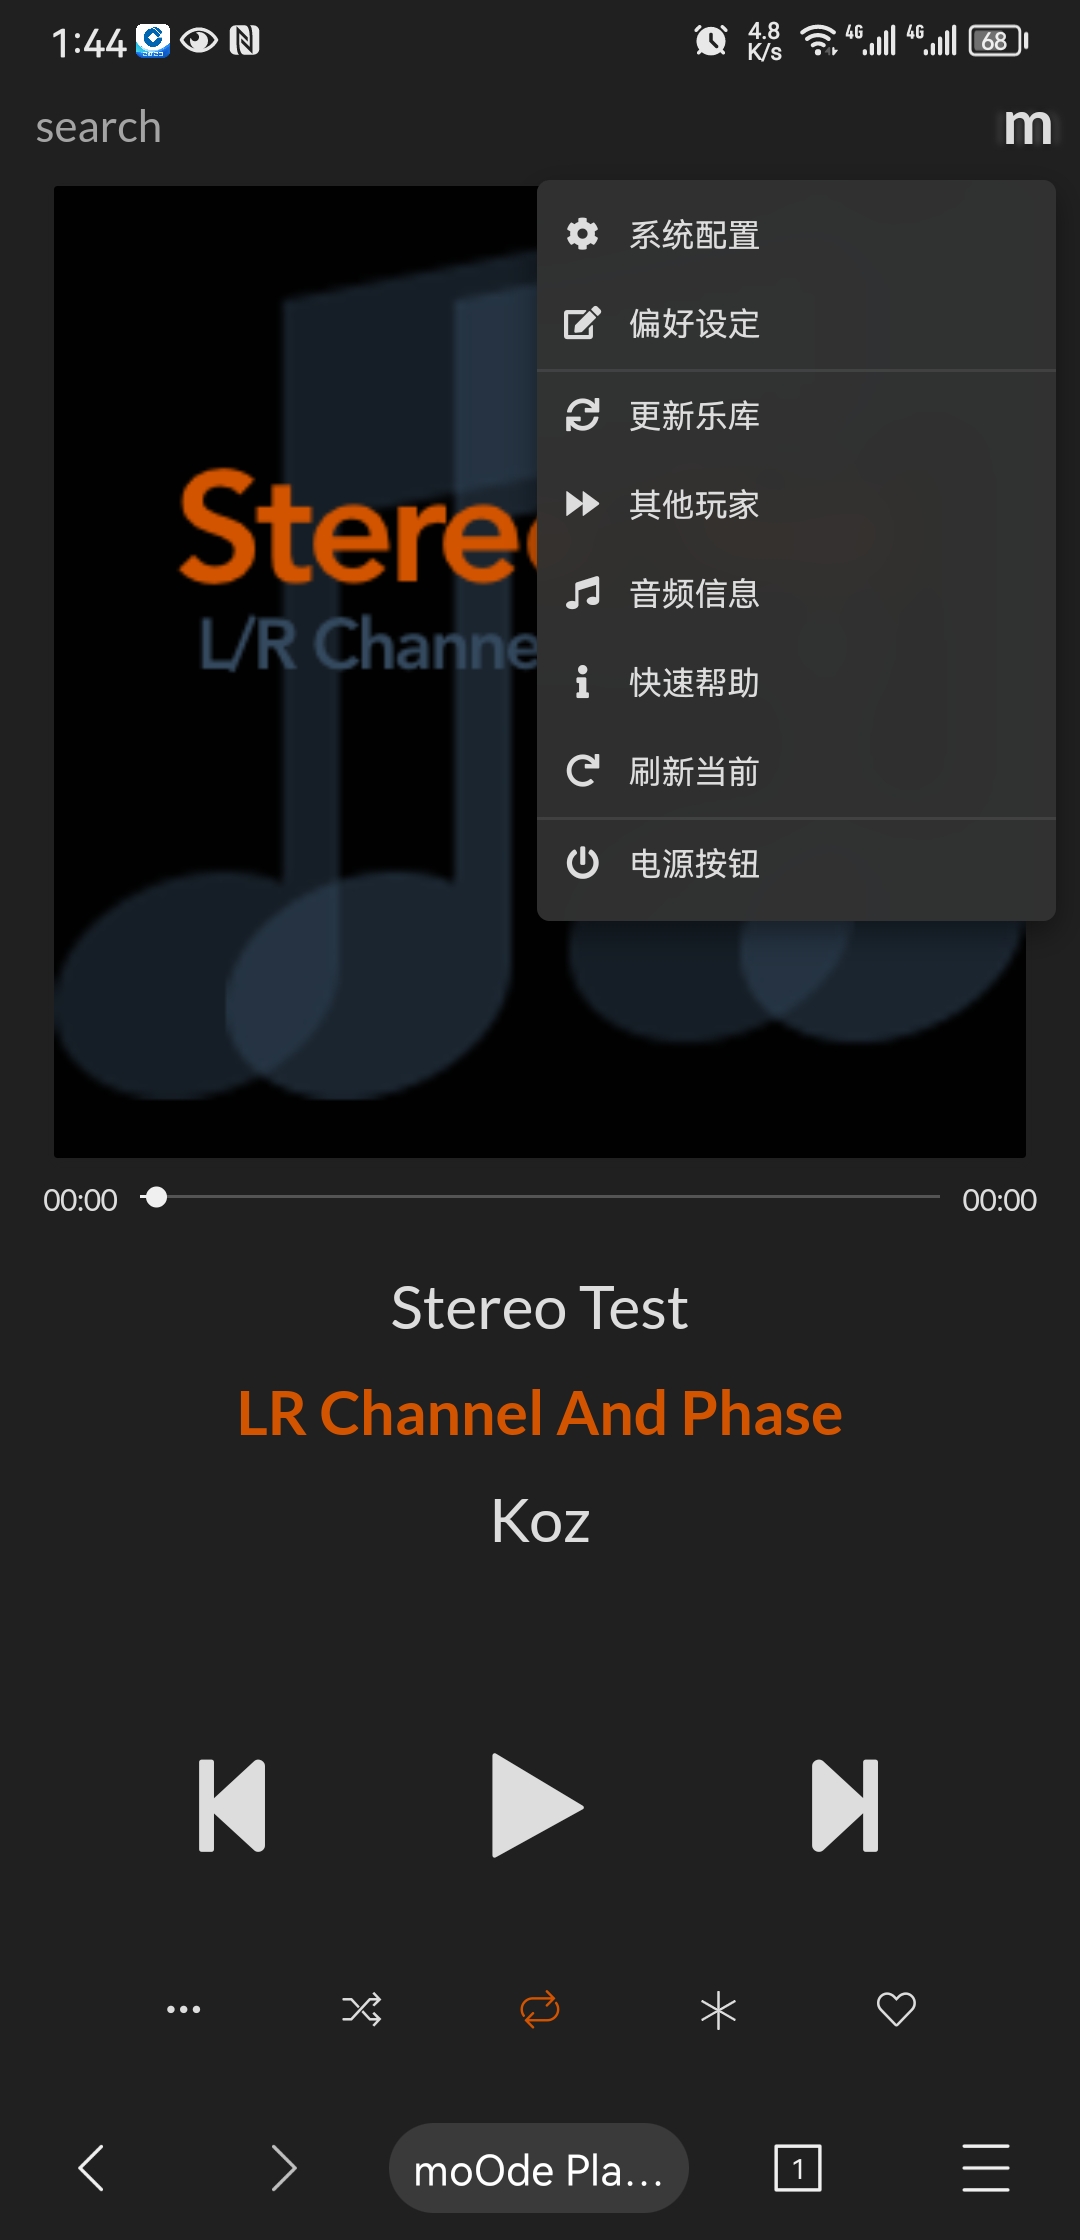 1:44
4.8 K/s
4G
4G
68
search
m
系统配置
偏好设定
更新乐库
其他玩家
音频信息
快速帮助
刷新当前
电源按钮
Stereo
L/R Channe
00:00
00:00
Stereo Test
LR Channel And Phase
Koz
moOde Pla...
1